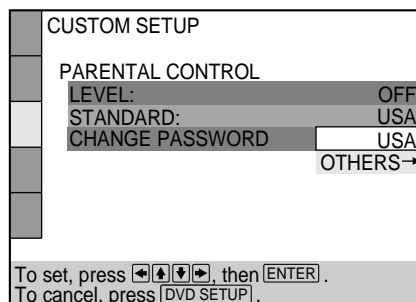 CUSTOM SETUP
PARENTAL CONTROL
LEVEL: OFF
STANDARD: USA
CHANGE PASSWORD USA
OTHERS→
To set, press ←↑↓→, then ENTER.
To cancel, press DVD SETUP.